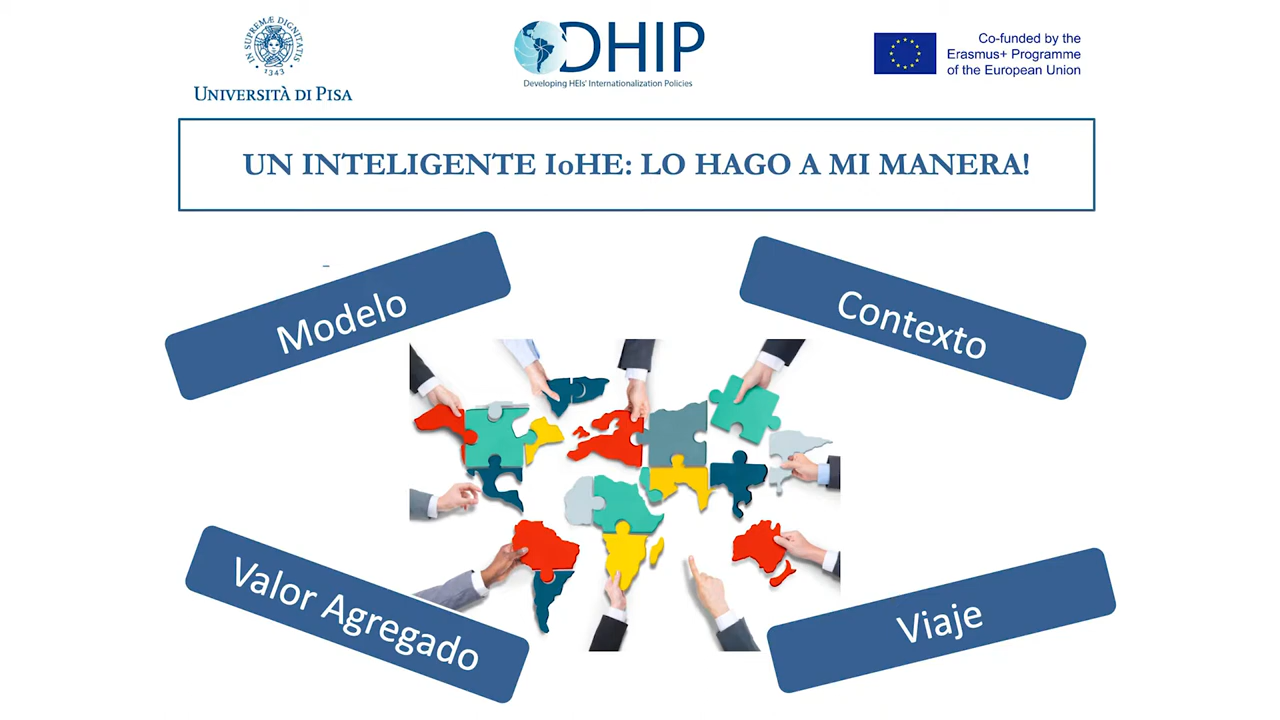 IN SUPREMÆ DIGNITATIS
1343
UNIVERSITÀ DI PISA
DHIP
Developing HEIs' Internationalization Policies
Co-funded by the
Erasmus+ Programme
of the European Union
UN INTELIGENTE IoHE: LO HAGO A MI MANERA!
Modelo
Contexto
Valor Agregado
Viaje